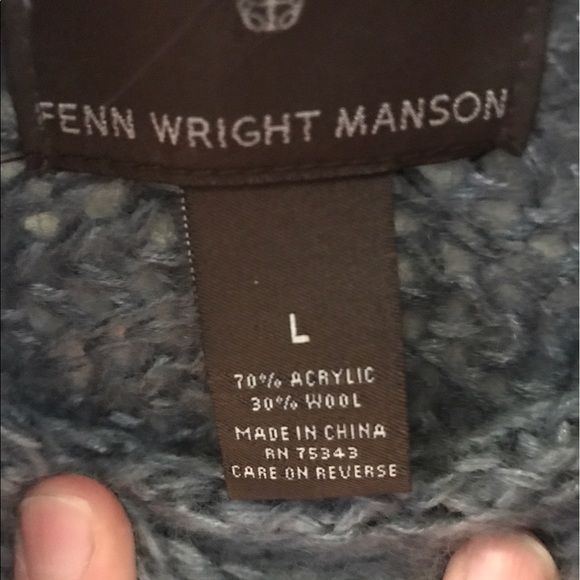 FENN WRIGHT MANSON
L
70% ACRYLIC
30% WOOL
MADE IN CHINA
RN 75343
CARE ON REVERSE